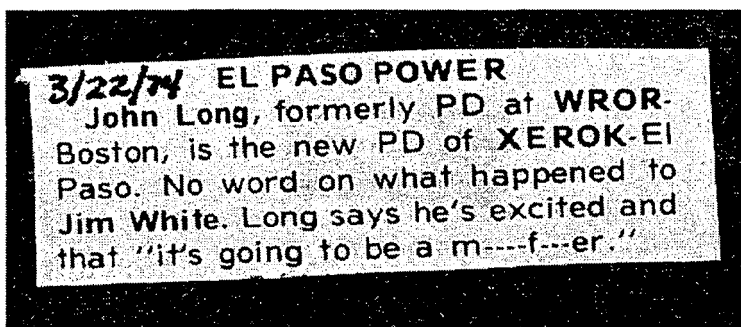 3/22/74 EL PASO POWER
John Long, formerly PD at WROR-
Boston, is the new PD of XEROK-El
Paso. No word on what happened to
Jim White. Long says he's excited and
that "it's going to be a m----f---er."